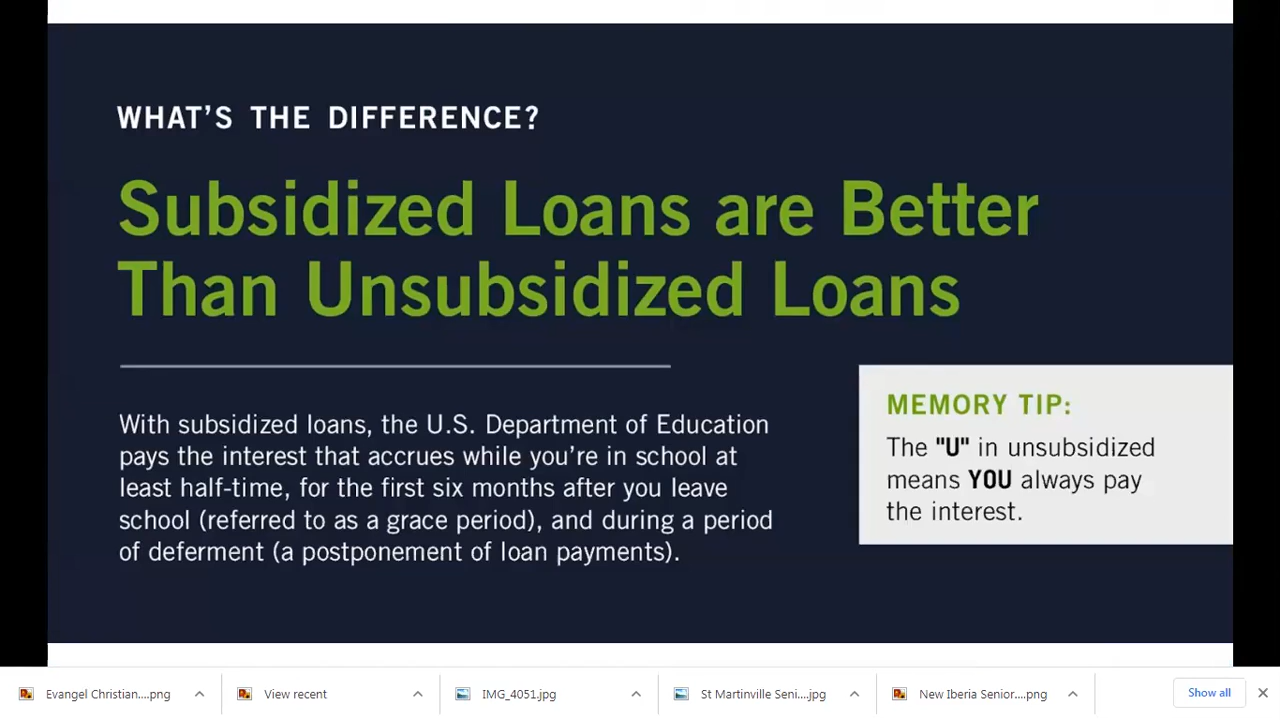 WHAT'S THE DIFFERENCE?
Subsidized Loans are Better
Than Unsubsidized Loans
With subsidized loans, the U.S. Department of Education
pays the interest that accrues while you're in school at
least half-time, for the first six months after you leave
school (referred to as a grace period), and during a period
of deferment (a postponement of loan payments).
MEMORY TIP:
The "U" in unsubsidized
means YOU always pay
the interest.
Evangel Christian....png
View recent
IMG_4051.jpg
St Martinville Seni....jpg
New Iberia Senior....png
Show all